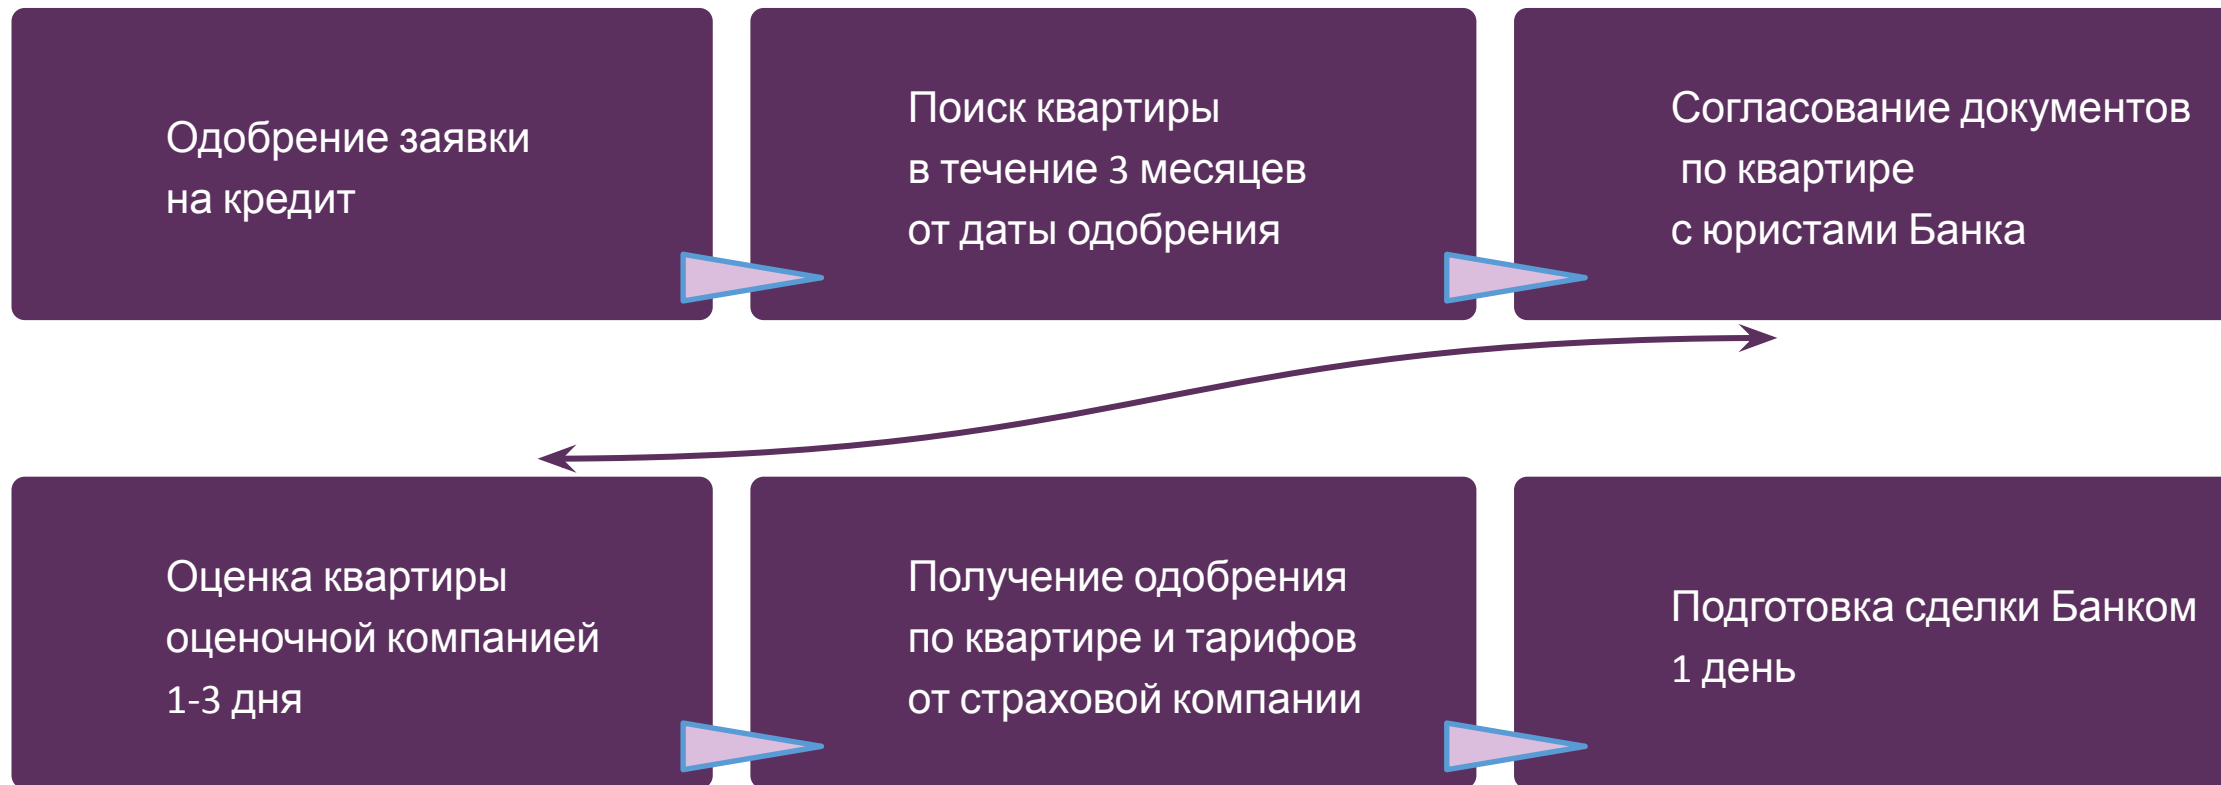 Одобрение заявки
на кредит
Поиск квартиры
в течение 3 месяцев
от даты одобрения
Согласование документов
по квартире
с юристами Банка
Оценка квартиры
оценочной компанией
1-3 дня
Получение одобрения
по квартире и тарифов
от страховой компании
Подготовка сделки Банком
1 день